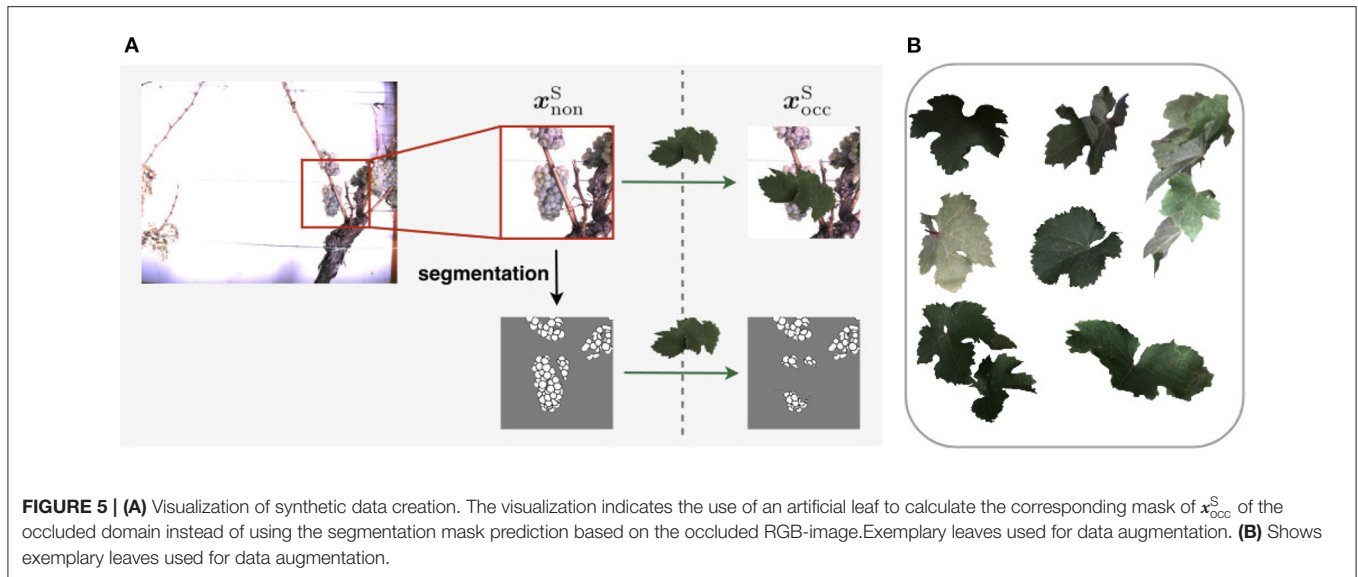 A
B
x^S_non
x^S_occ
segmentation
FIGURE 5 | (A) Visualization of synthetic data creation. The visualization indicates the use of an artificial leaf to calculate the corresponding mask of x^S_occ of the
occluded domain instead of using the segmentation mask prediction based on the occluded RGB-image.Exemplary leaves used for data augmentation. (B) Shows
exemplary leaves used for data augmentation.